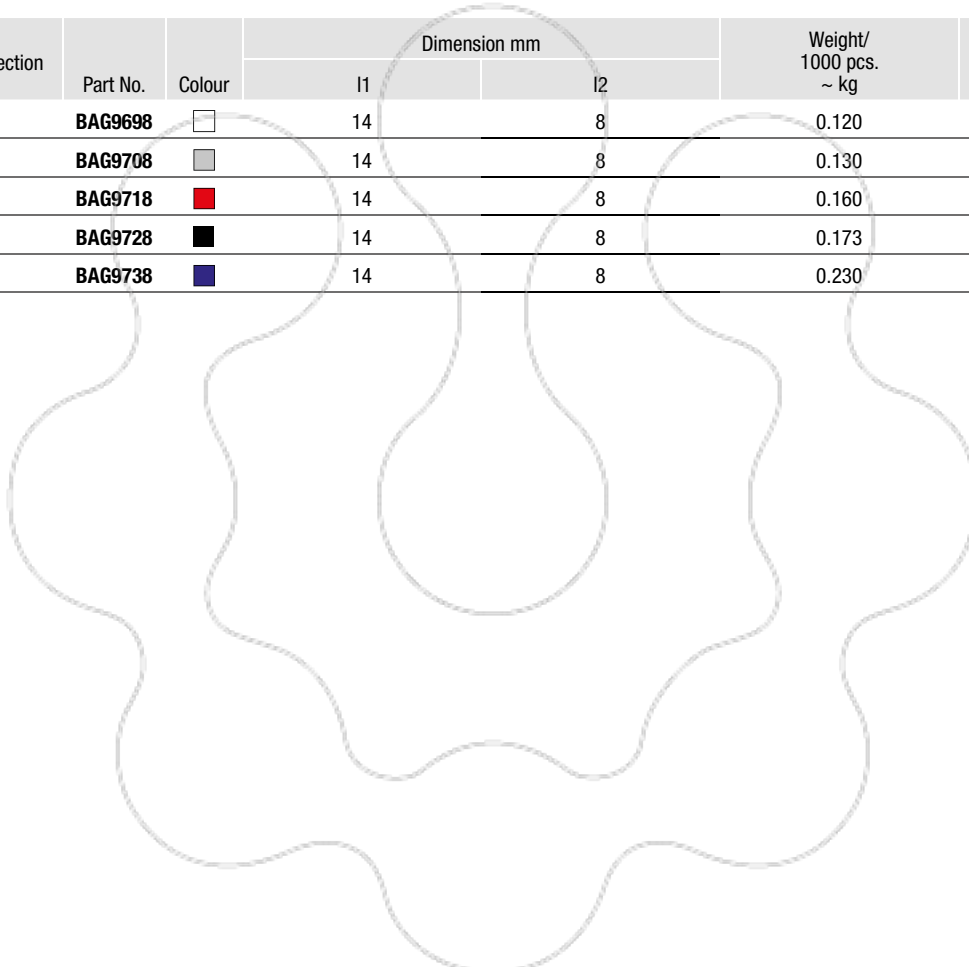 Part No. Colour Dimension mm Weight/
1000 pcs.
~ kg
l1 l2
BAG9698 14 8 0.120
BAG9708 14 8 0.130
BAG9718 14 8 0.160
BAG9728 14 8 0.173
BAG9738 14 8 0.230